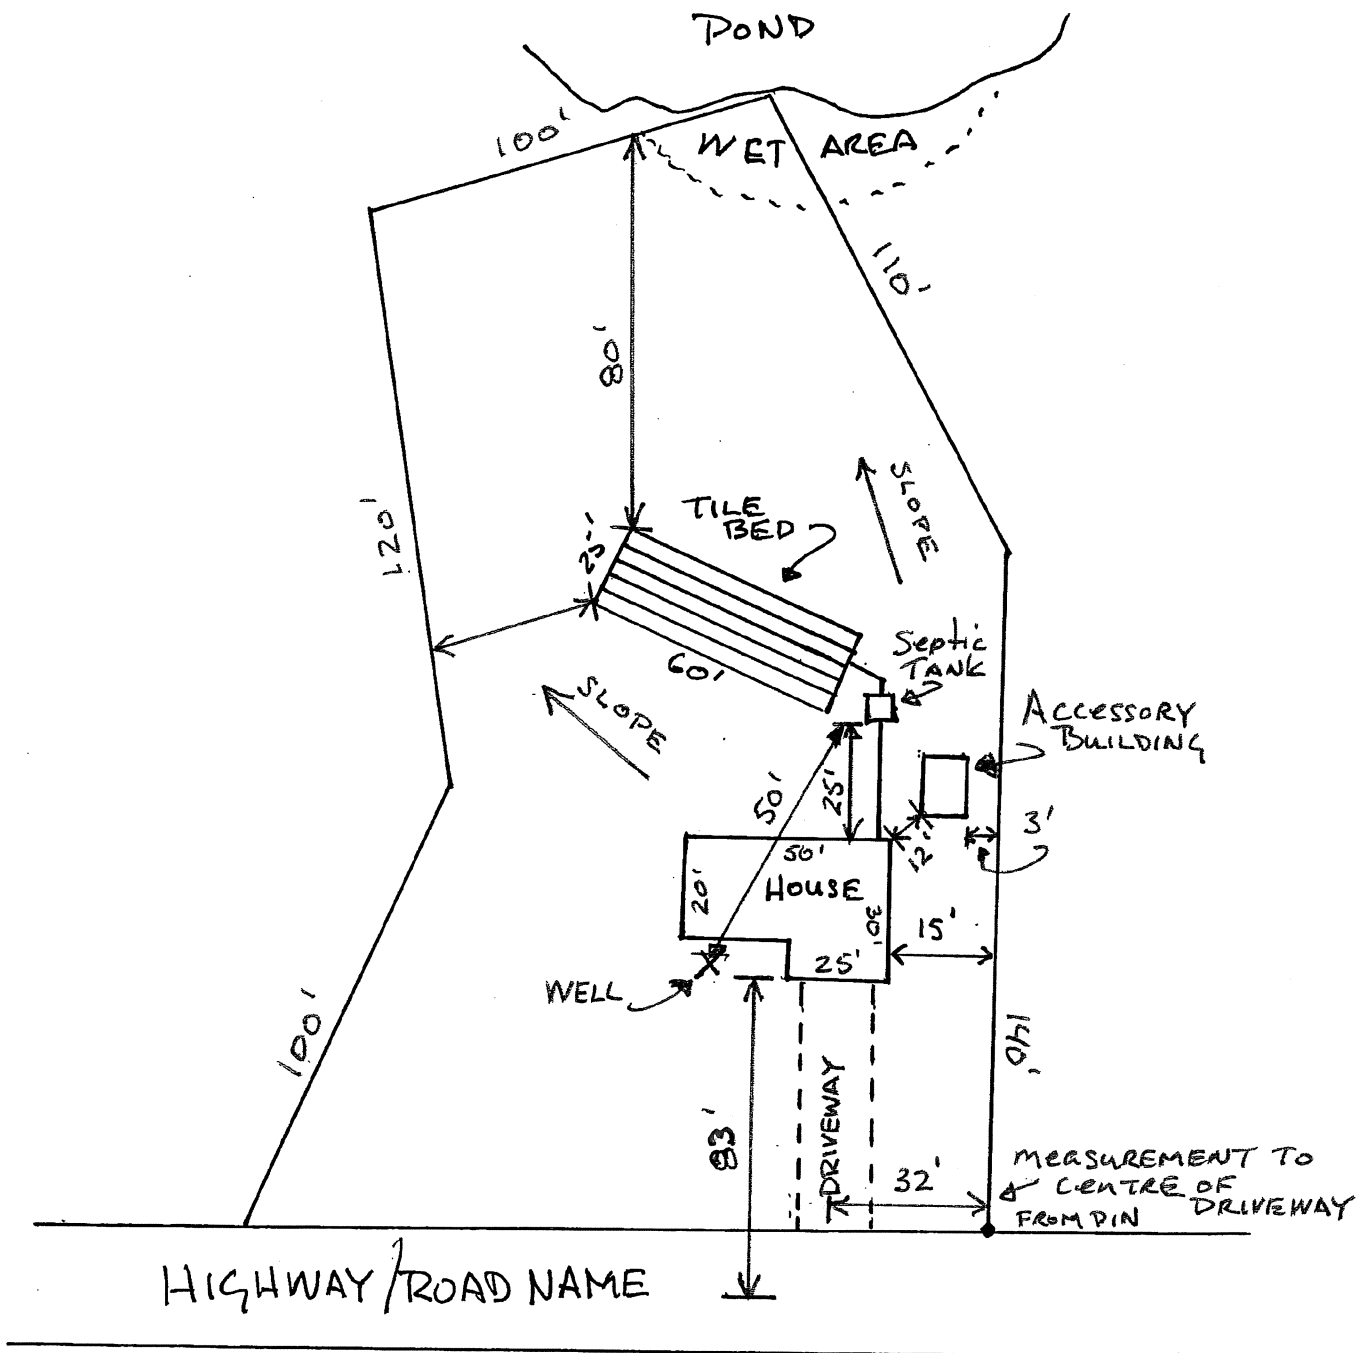 POND
100'
WET AREA
110'
80'
120'
SLOPE
TILE
BED
25'
60'
Septic
TANK
SLOPE
ACCESSORY
BUILDING
50'
25'
12'
3'
50'
HOUSE
20'
30'
15'
25'
WELL
100'
140'
83'
DRIVEWAY
32'
MEASUREMENT TO
CENTRE OF
DRIVEWAY
FROM PIN
HIGHWAY/ROAD NAME